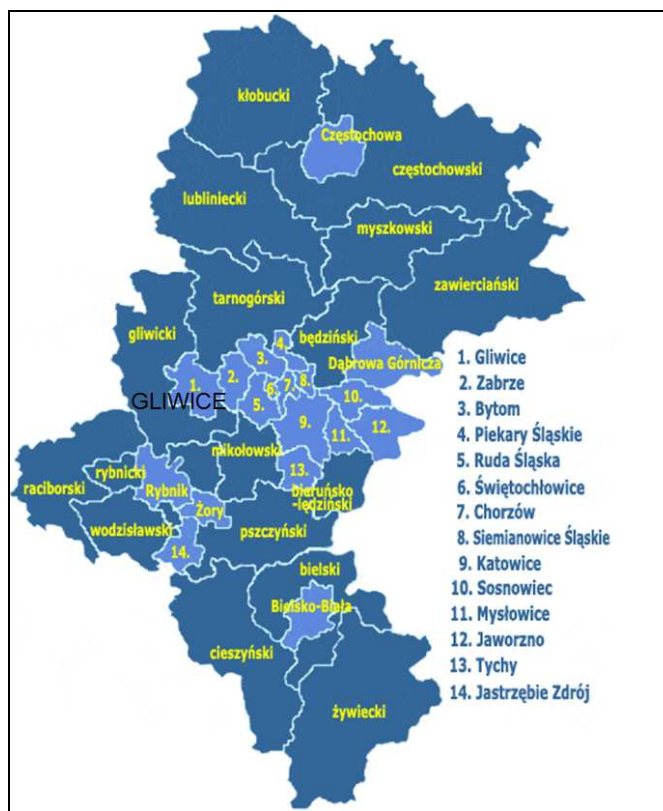 kłobucki
Częstochowa
częstochowski
lubliniecki
myszkowski
zawierciański
tarnogórski
gliwicki
będziński
Dąbrowa Górnicza
4.
3.
2.
1.
8.
7.
6.
5.
10.
9.
11.
12.
GLIWICE
mikołowski
13.
bieruńsko
-lędziński
rybnicki
raciborski
Rybnik
Żory
wodzisławski
pszczyński
14.
bielski
Bielsko-Biała
cieszyński
żywiecki
1. Gliwice
2. Zabrze
3. Bytom
4. Piekary Śląskie
5. Ruda Śląska
6. Świętochłowice
7. Chorzów
8. Siemianowice Śląskie
9. Katowice
10. Sosnowiec
11. Mysłowice
12. Jaworzno
13. Tychy
14. Jastrzębie Zdrój